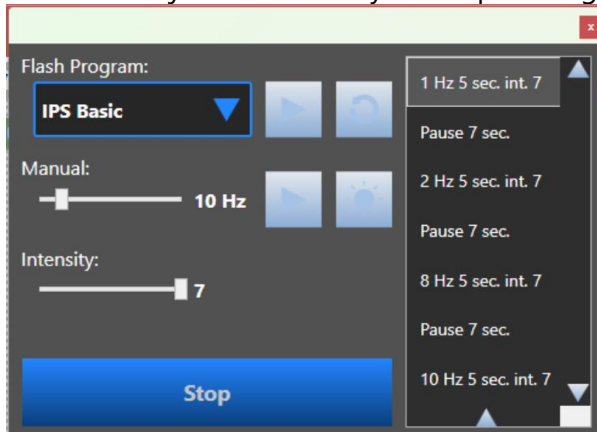 x
Flash Program:
IPS Basic
Manual:
10 Hz
Intensity:
7
Stop
1 Hz 5 sec. int. 7
Pause 7 sec.
2 Hz 5 sec. int. 7
Pause 7 sec.
8 Hz 5 sec. int. 7
Pause 7 sec.
10 Hz 5 sec. int. 7